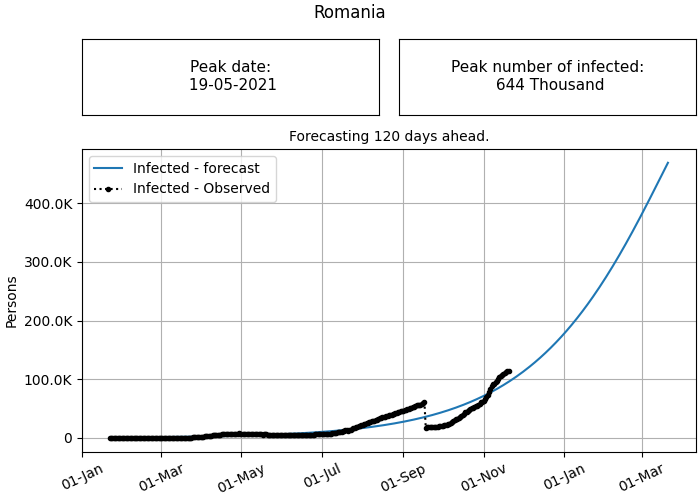 Romania
Peak date:
19-05-2021
Peak number of infected:
644 Thousand
Forecasting 120 days ahead.
Infected - forecast
Infected - Observed
Persons
400.0K
300.0K
200.0K
100.0K
0
01-Jan
01-Mar
01-May
01-Jul
01-Sep
01-Nov
01-Jan
01-Mar